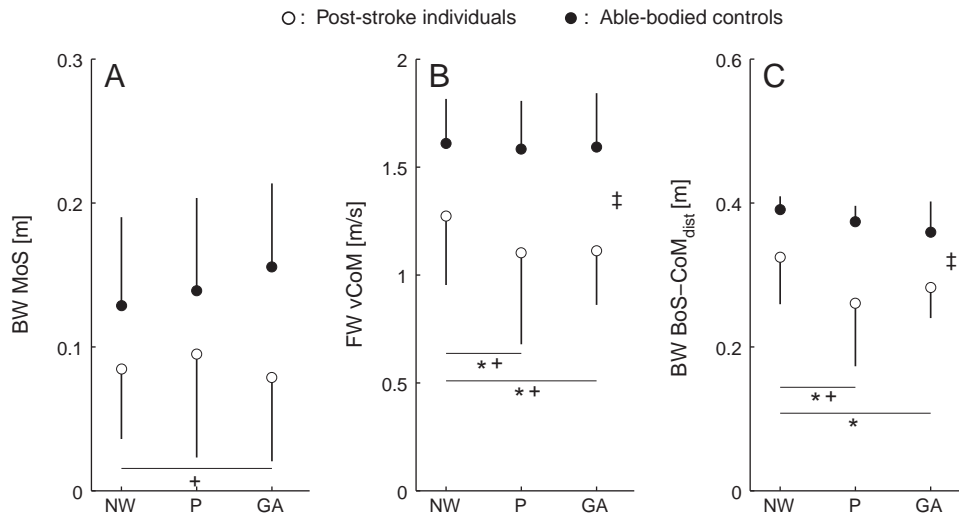 ○ : Post-stroke individuals ● : Able-bodied controls
A
BW MoS [m]
0.3
0.2
0.1
0
+
NW P GA
B
FW vCoM [m/s]
2
1.5
1
0.5
0
‡
* +
* +
NW P GA
C
BW BoS−CoM_dist [m]
0.6
0.4
0.2
0
‡
* +
*
NW P GA